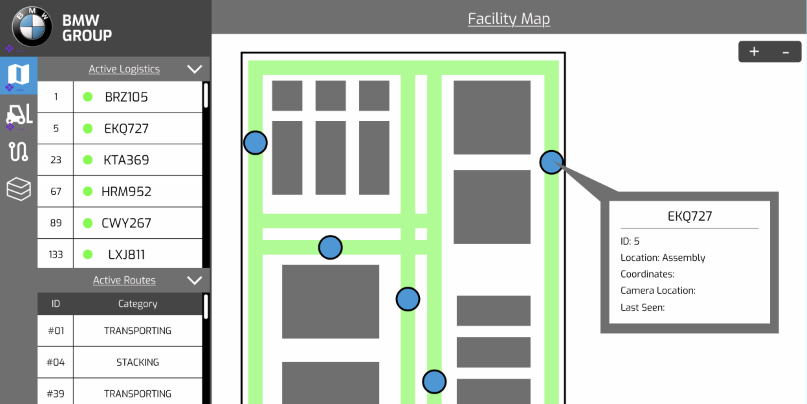 BMW
BMW
GROUP
Facility Map
+ -
Active Logistics
1 BRZ105
5 EKQ727
23 KTA369
67 HRM952
89 CWY267
133 LXJ811
Active Routes
ID Category
#01 TRANSPORTING
#04 STACKING
#39 TRANSPORTING
EKQ727
ID: 5
Location: Assembly
Coordinates:
Camera Location:
Last Seen: